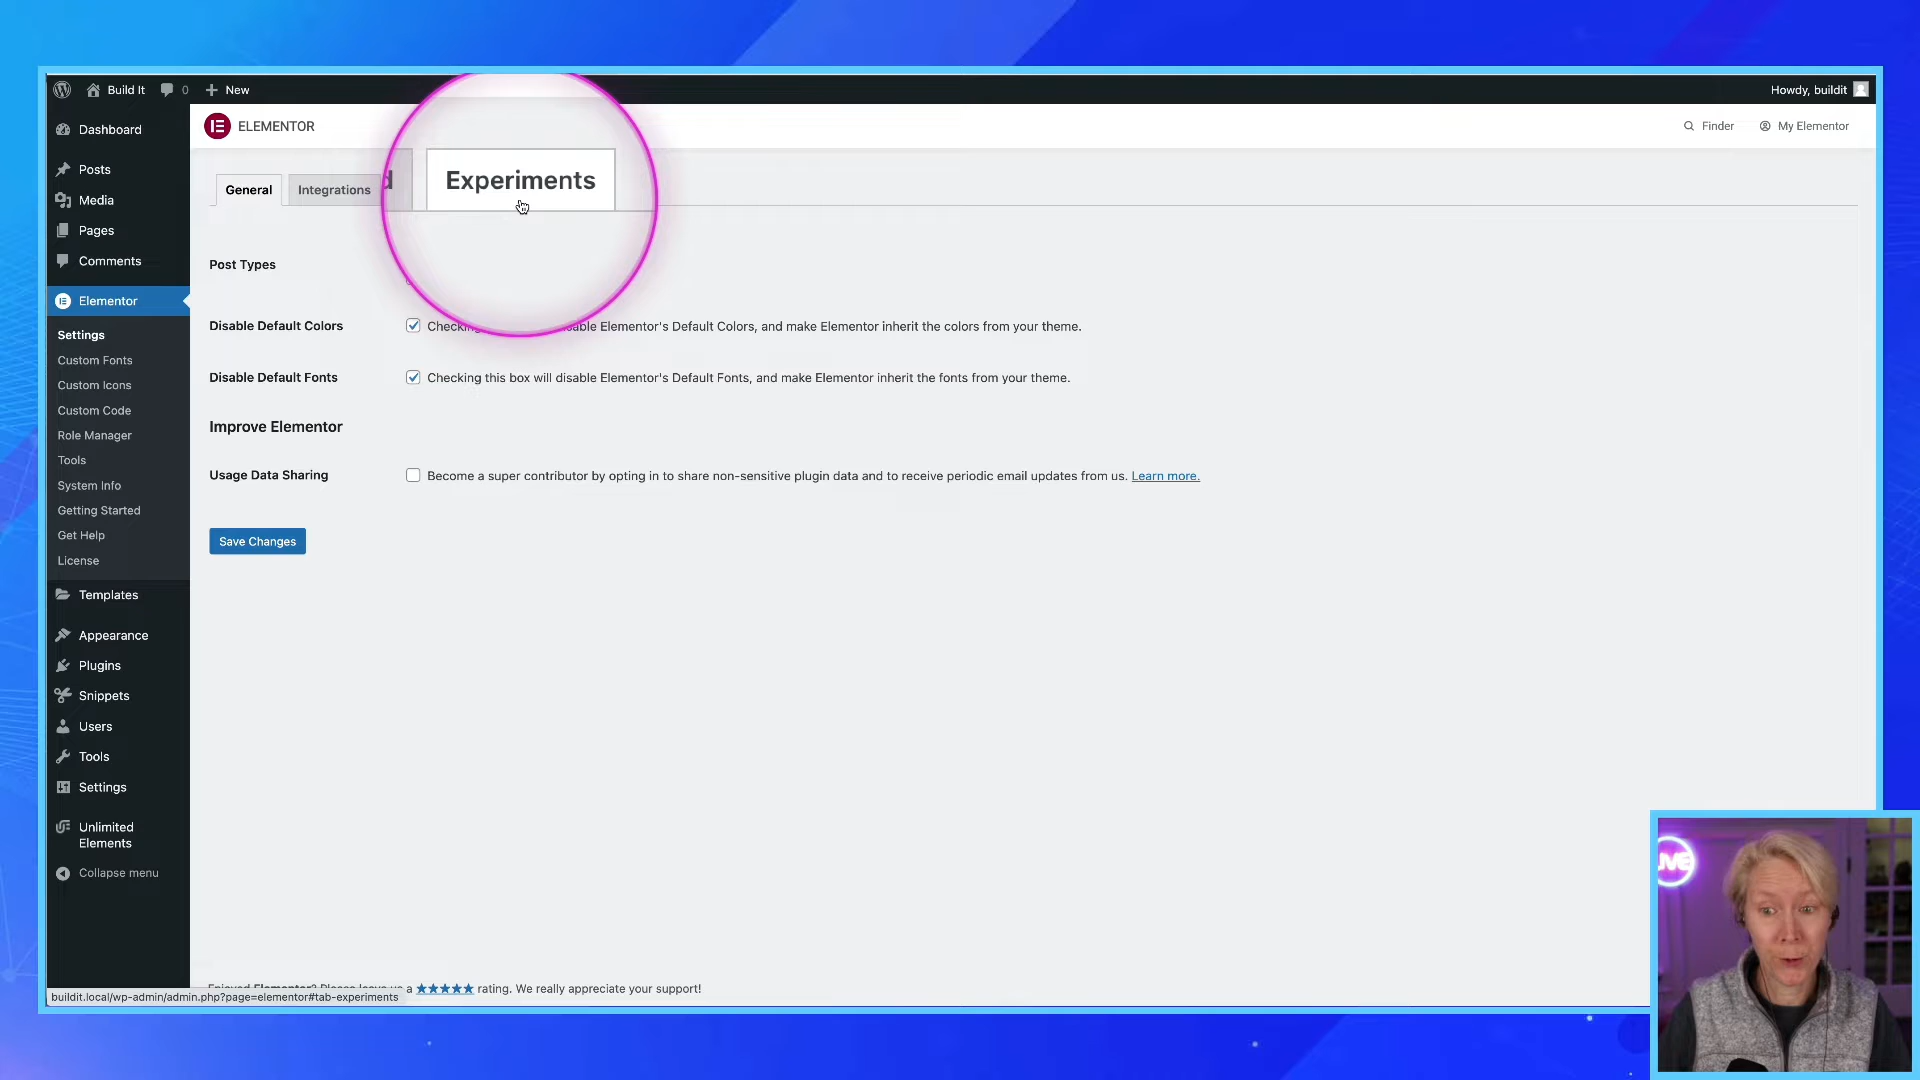 Build It
0
New
Howdy, buildit
ELEMENTOR
Finder
My Elementor
Dashboard
Posts
Media
Pages
Comments
Elementor
Settings
Custom Fonts
Custom Icons
Custom Code
Role Manager
Tools
System Info
Getting Started
Get Help
License
Templates
Appearance
Plugins
Snippets
Users
Tools
Settings
Unlimited
Elements
Collapse menu
General
Integrations
Experiments
Post Types
Disable Default Colors
Elementor's Default Colors, and make Elementor inherit the colors from your theme.
Disable Default Fonts
Checking this box will disable Elementor's Default Fonts, and make Elementor inherit the fonts from your theme.
Improve Elementor
Usage Data Sharing
Become a super contributor by opting in to share non-sensitive plugin data and to receive periodic email updates from us. Learn more.
Save Changes
Enjoyed Elementor? Please leave us a ★★★★★ rating. We really appreciate your support!
buildit.local/wp-admin/admin.php?page=elementor#tab-experiments